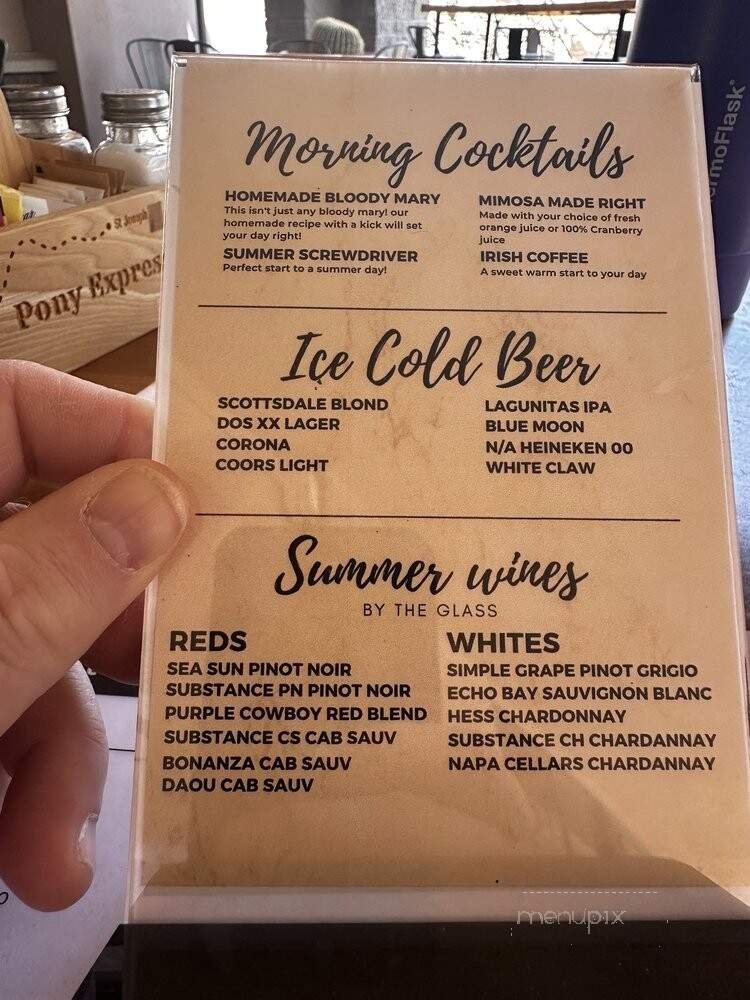 Morning Cocktails
HOMEMADE BLOODY MARY
This isn't just any bloody mary! our
homemade recipe with a kick will set
your day right!
SUMMER SCREWDRIVER
Perfect start to a summer day!
MIMOSA MADE RIGHT
Made with your choice of fresh
orange juice or 100% Cranberry
juice
IRISH COFFEE
A sweet warm start to your day
Ice Cold Beer
SCOTTSDALE BLOND
DOS XX LAGER
CORONA
COORS LIGHT
LAGUNITAS IPA
BLUE MOON
N/A HEINEKEN 00
WHITE CLAW
Summer wines
BY THE GLASS
REDS
SEA SUN PINOT NOIR
SUBSTANCE PN PINOT NOIR
PURPLE COWBOY RED BLEND
SUBSTANCE CS CAB SAUV
BONANZA CAB SAUV
DAOU CAB SAUV
WHITES
SIMPLE GRAPE PINOT GRIGIO
ECHO BAY SAUVIGNON BLANC
HESS CHARDONNAY
SUBSTANCE CH CHARDANNAY
NAPA CELLARS CHARDANNAY
St Joseph
Pony Expres
ermoFlask
menupix